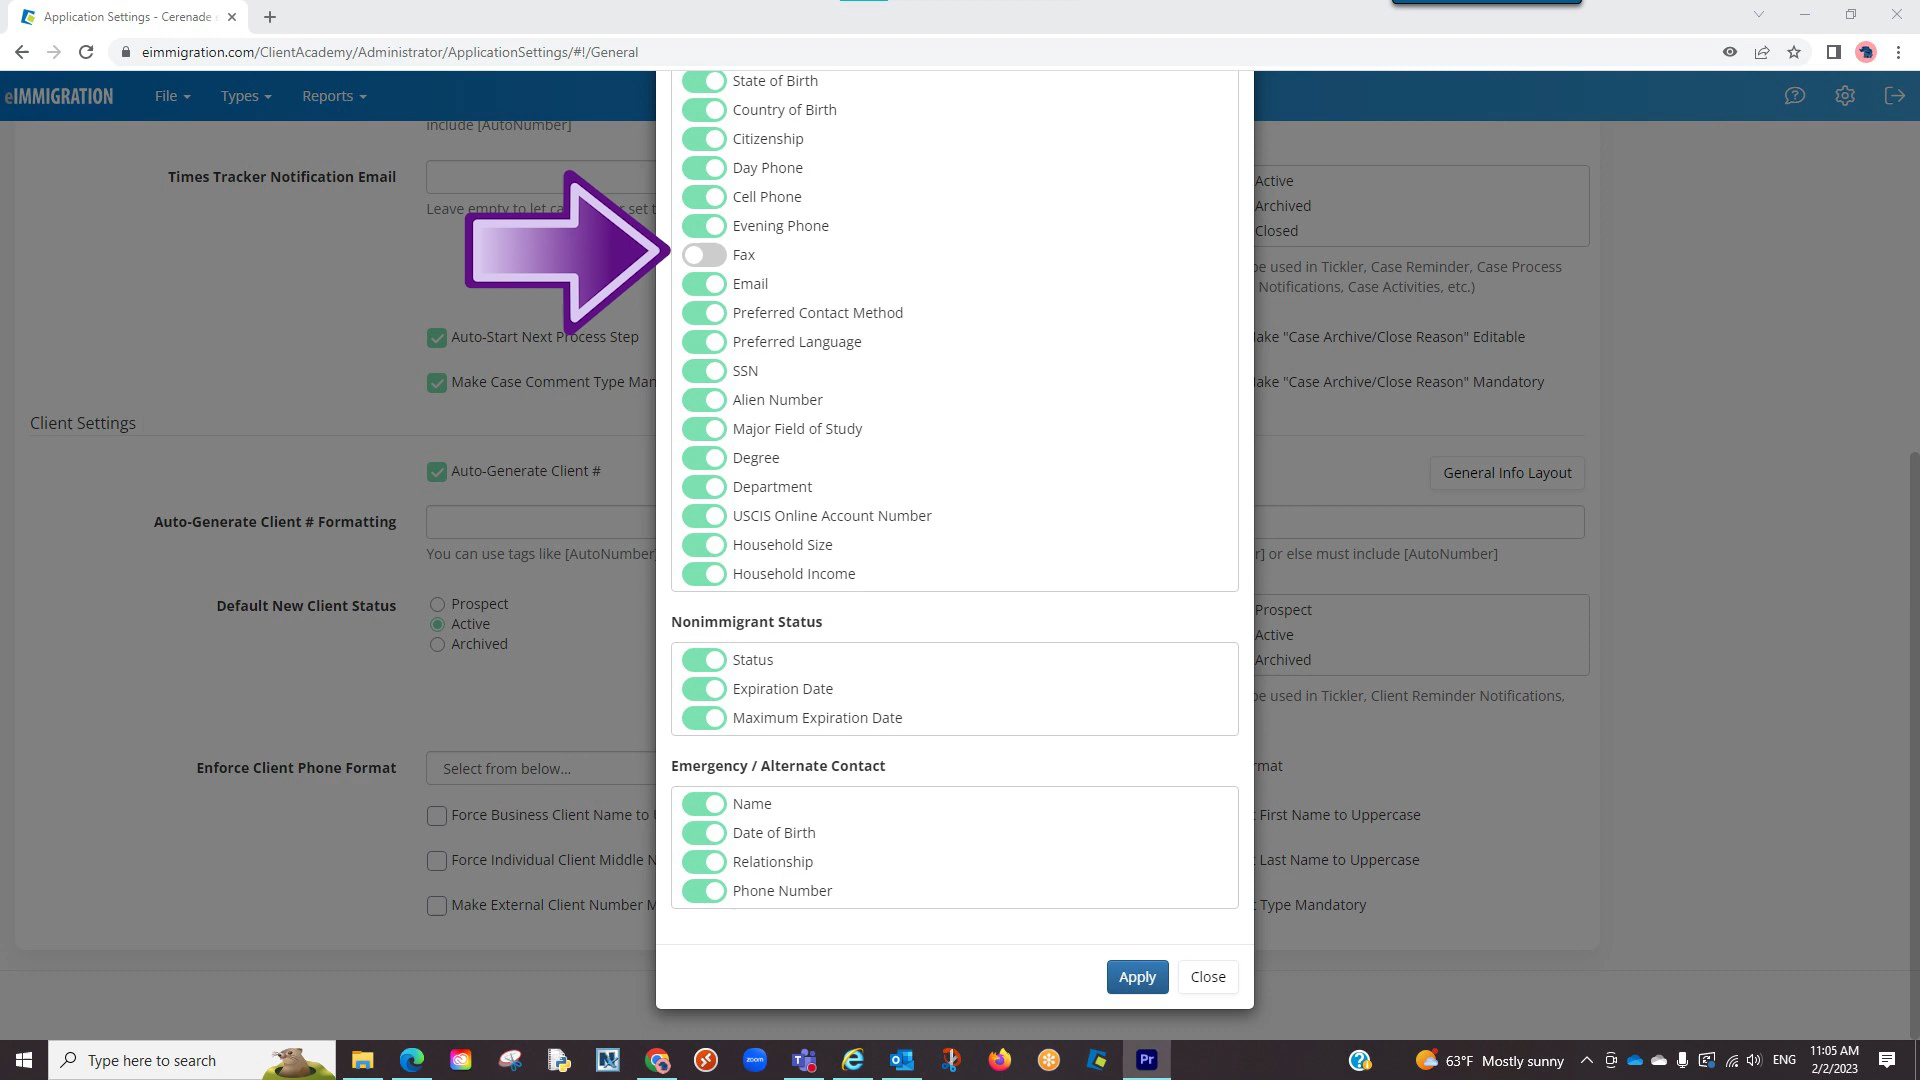 Application Settings - Cerenade
eimmigration.com/ClientAcademy/Administrator/ApplicationSettings/#!/General
eIMMIGRATION File Types Reports
include [AutoNumber]
Times Tracker Notification Email
Leave empty to let ca set t
Auto-Start Next Process Step
Make Case Comment Type Man
Client Settings
Auto-Generate Client #
Auto-Generate Client # Formatting
You can use tags like [AutoNumber]
Default New Client Status
Prospect
Active
Archived
Enforce Client Phone Format
Select from below...
Force Business Client Name to U
Force Individual Client Middle N
Make External Client Number M
State of Birth
Country of Birth
Citizenship
Day Phone
Cell Phone
Evening Phone
Fax
Email
Preferred Contact Method
Preferred Language
SSN
Alien Number
Major Field of Study
Degree
Department
USCIS Online Account Number
Household Size
Household Income
Nonimmigrant Status
Status
Expiration Date
Maximum Expiration Date
Emergency / Alternate Contact
Name
Date of Birth
Relationship
Phone Number
Apply
Close
Active
Archived
Closed
be used in Tickler, Case Reminder, Case Process
Notifications, Case Activities, etc.)
ake "Case Archive/Close Reason" Editable
ake "Case Archive/Close Reason" Mandatory
General Info Layout
r] or else must include [AutoNumber]
Prospect
Active
Archived
be used in Tickler, Client Reminder Notifications,
rmat
First Name to Uppercase
Last Name to Uppercase
Type Mandatory
Type here to search
zoom
Pr
63°F Mostly sunny
ENG
11:05 AM
2/2/2023